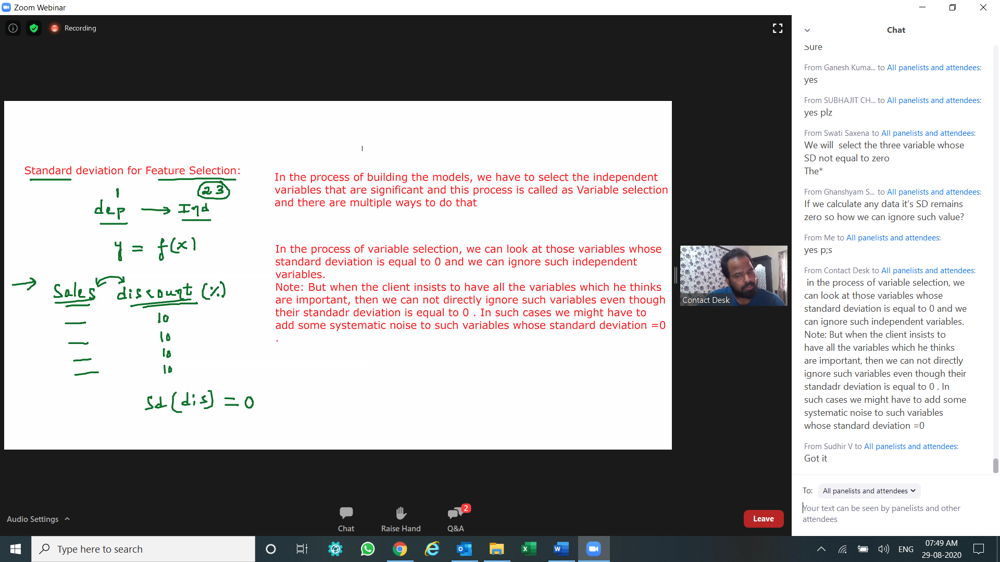 Zoom Webinar
Recording
Standard deviation for Feature Selection:
1
23
dep → Ind
y = f(x)
→ Sales discount (%)
10
10
10
10
sd(dis) = 0
In the process of building the models, we have to select the independent
variables that are significant and this process is called as Variable selection
and there are multiple ways to do that
In the process of variable selection, we can look at those variables whose
standard deviation is equal to 0 and we can ignore such independent
variables.
Note: But when the client insists to have all the variables which he thinks
are important, then we can not directly ignore such variables even though
their standadr deviation is equal to 0 . In such cases we might have to
add some systematic noise to such variables whose standard deviation =0
.
Contact Desk
Chat
Sure
From Ganesh Kuma... to All panelists and attendees:
yes
From SUBHAJIT CH... to All panelists and attendees:
yes plz
From Swati Saxena to All panelists and attendees:
We will  select the three variable whose
SD not equal to zero
The*
From Ghanshyam S... to All panelists and attendees:
If we calculate any data it's SD remains
zero so how we can ignore such value?
From Me to All panelists and attendees:
yes p;s
From Contact Desk to All panelists and attendees:
in the process of variable selection, we
can look at those variables whose
standard deviation is equal to 0 and we
can ignore such independent variables.
Note: But when the client insists to
have all the variables which he thinks
are important, then we can not directly
ignore such variables even though their
standadr deviation is equal to 0 . In
such cases we might have to add some
systematic noise to such variables
whose standard deviation =0
From Sudhir V to All panelists and attendees:
Got it
To: All panelists and attendees
Your text can be seen by panelists and other
attendees
Audio Settings
Chat
Raise Hand
2
Q&A
Leave
Type here to search
ENG
07:49 AM
29-08-2020